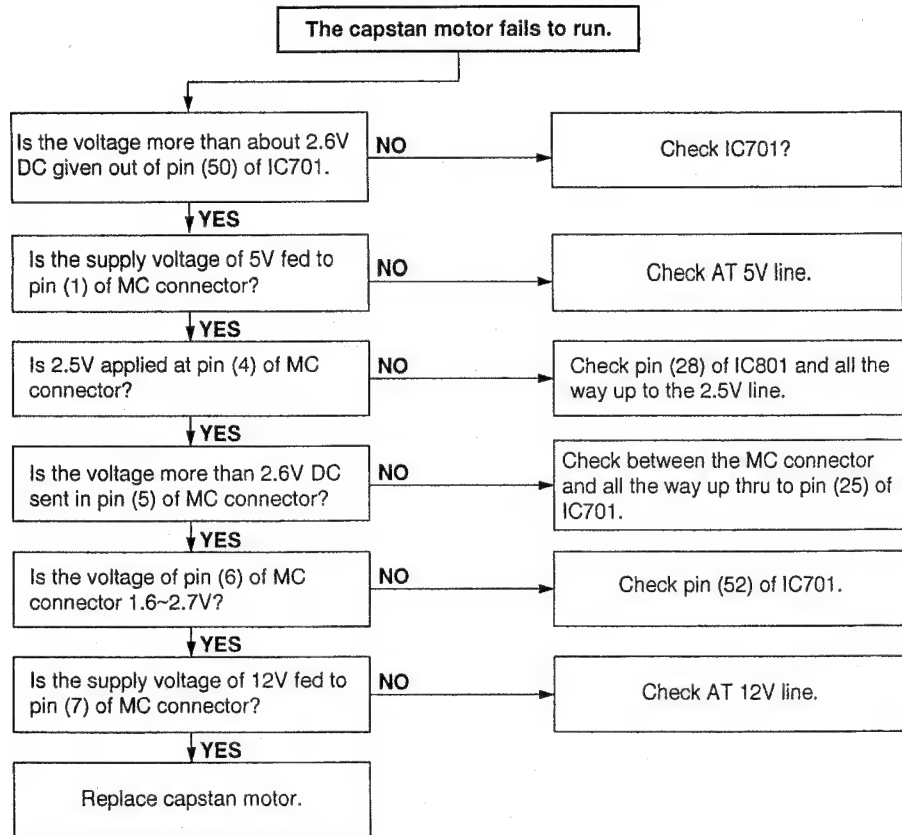 The capstan motor fails to run.
Is the voltage more than about 2.6V
DC given out of pin (50) of IC701.
NO
Check IC701?
YES
Is the supply voltage of 5V fed to
pin (1) of MC connector?
NO
Check AT 5V line.
YES
Is 2.5V applied at pin (4) of MC
connector?
NO
Check pin (28) of IC801 and all the
way up to the 2.5V line.
YES
Is the voltage more than 2.6V DC
sent in pin (5) of MC connector?
NO
Check between the MC connector
and all the way up thru to pin (25) of
IC701.
YES
Is the voltage of pin (6) of MC
connector 1.6~2.7V?
NO
Check pin (52) of IC701.
YES
Is the supply voltage of 12V fed to
pin (7) of MC connector?
NO
Check AT 12V line.
YES
Replace capstan motor.